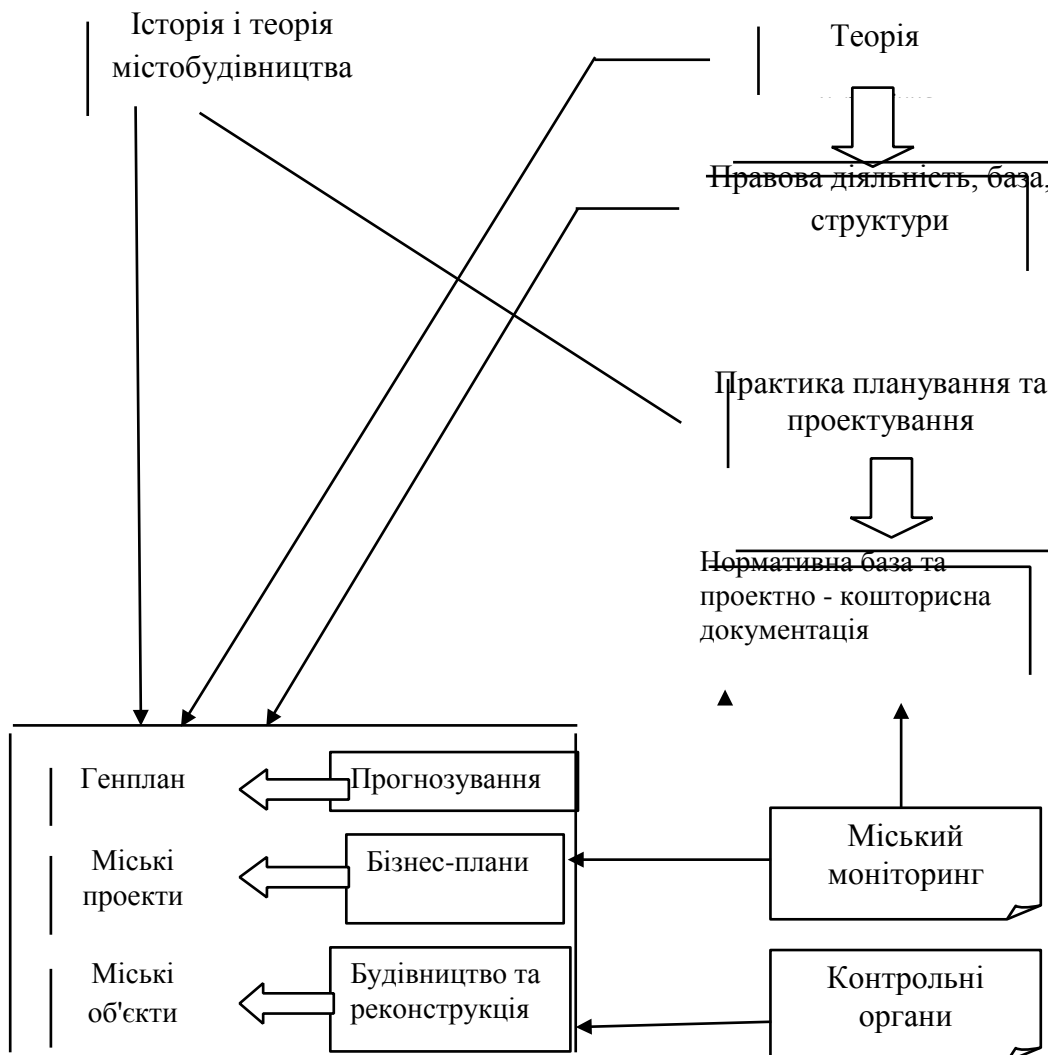 Історія і теорія
містобудівництва
Теорія
Правова діяльність, база,
структури
Практика планування та
проектування
Нормативна база та
проектно - кошторисна
документація
Генплан
Прогнозування
Міські
проекти
Бізнес-плани
Міський
моніторинг
Міські
об'єкти
Будівництво та
реконструкція
Контрольні
органи